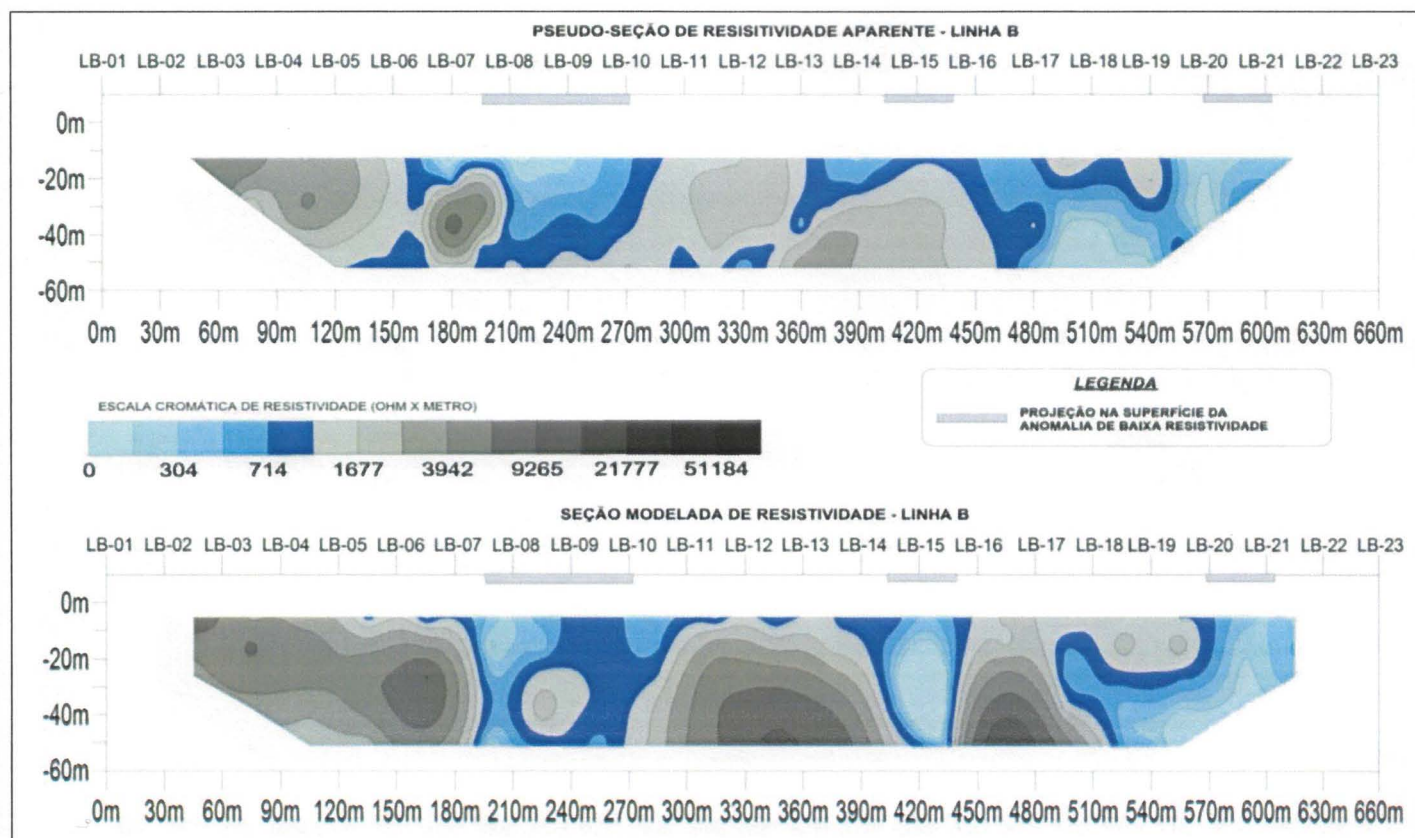 PSEUDO-SEÇÃO DE RESISITIVIDADE APARENTE - LINHA B
LB-01 LB-02 LB-03 LB-04 LB-05 LB-06 LB-07 LB-08 LB-09 LB-10 LB-11 LB-12 LB-13 LB-14 LB-15 LB-16 LB-17 LB-18 LB-19 LB-20 LB-21 LB-22 LB-23
0m
-20m
-40m
-60m
0m 30m 60m 90m 120m 150m 180m 210m 240m 270m 300m 330m 360m 390m 420m 450m 480m 510m 540m 570m 600m 630m 660m
ESCALA CROMÁTICA DE RESISTIVIDADE (OHM X METRO)
0 304 714 1677 3942 9265 21777 51184
LEGENDA
PROJEÇÃO NA SUPERFÍCIE DA
ANOMALIA DE BAIXA RESISTIVIDADE
SEÇÃO MODELADA DE RESISTIVIDADE - LINHA B
LB-01 LB-02 LB-03 LB-04 LB-05 LB-06 LB-07 LB-08 LB-09 LB-10 LB-11 LB-12 LB-13 LB-14 LB-15 LB-16 LB-17 LB-18 LB-19 LB-20 LB-21 LB-22 LB-23
0m
-20m
-40m
-60m
0m 30m 60m 90m 120m 150m 180m 210m 240m 270m 300m 330m 360m 390m 420m 450m 480m 510m 540m 570m 600m 630m 660m